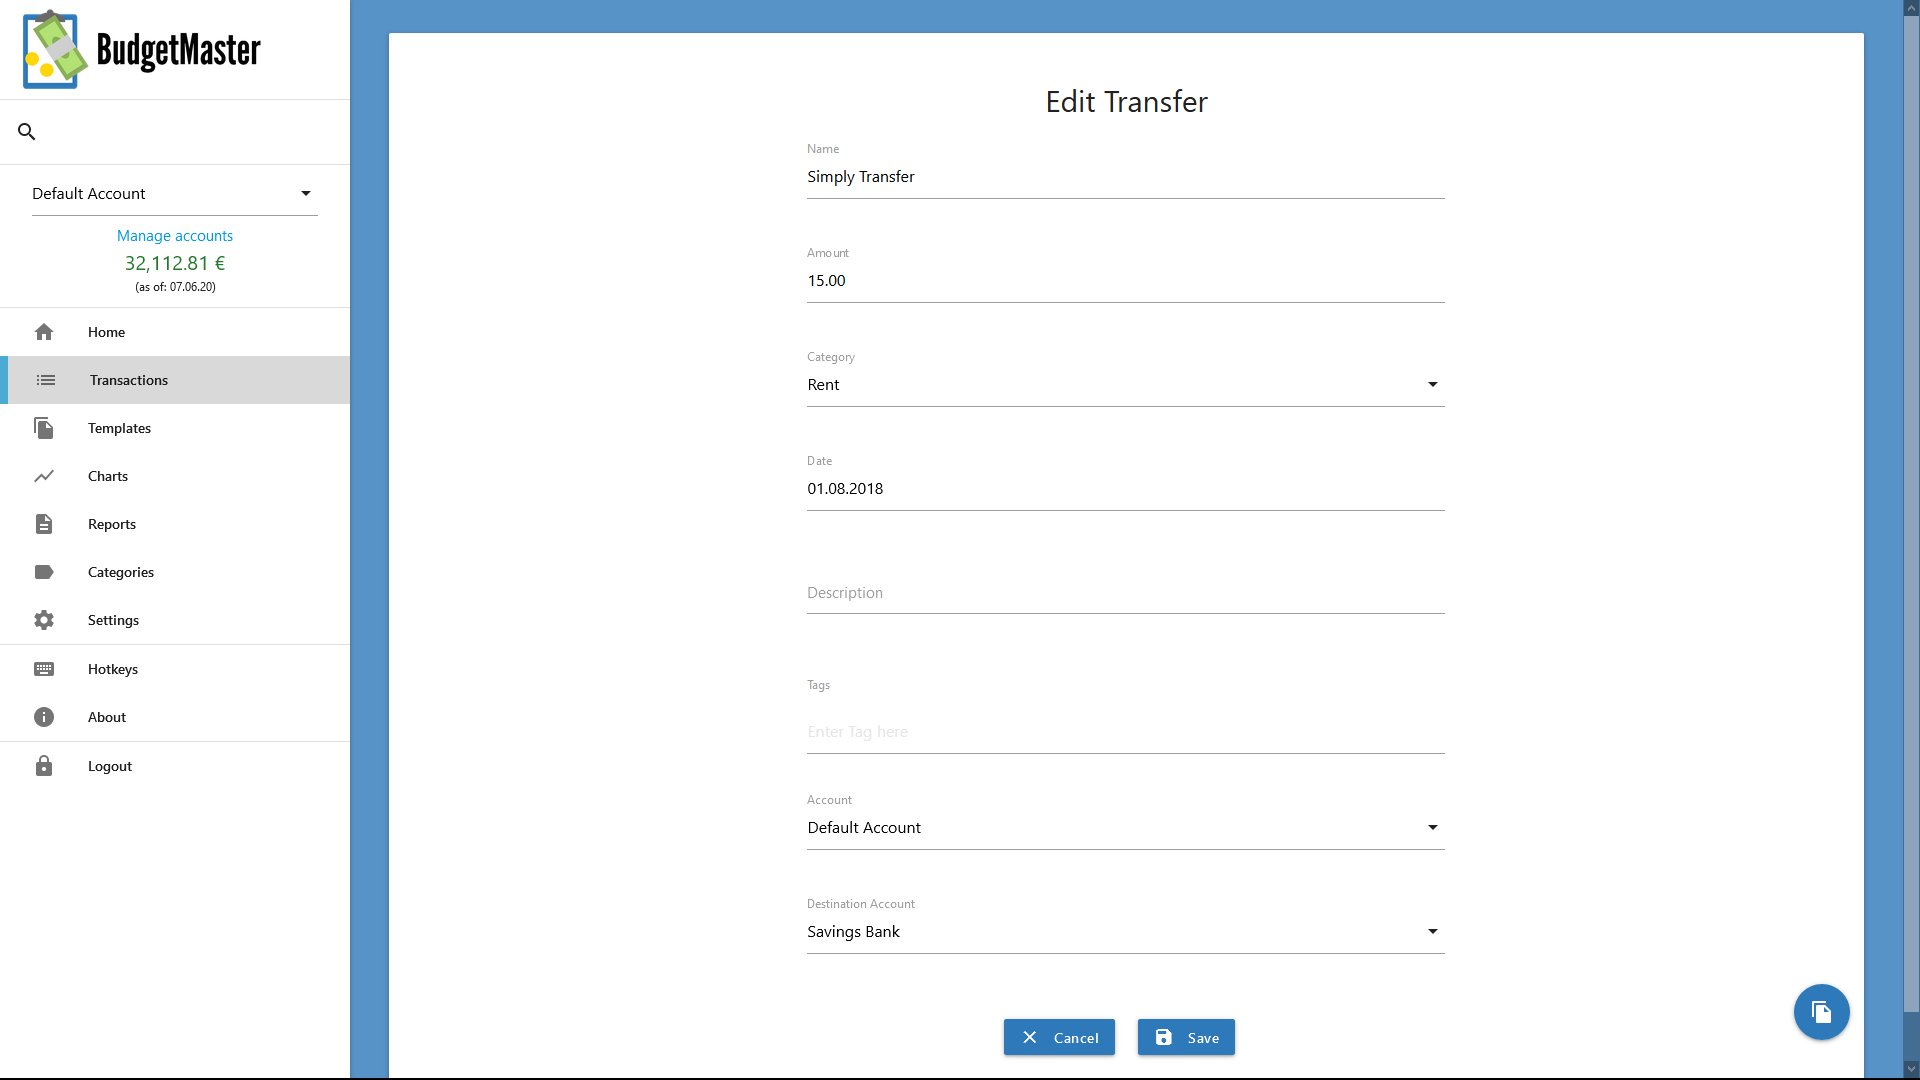 BudgetMaster
Default Account
Manage accounts
32,112.81 €
(as of: 07.06.20)
Home
Transactions
Templates
Charts
Reports
Categories
Settings
Hotkeys
About
Logout
Edit Transfer
Name
Simply Transfer
Amount
15.00
Category
Rent
Date
01.08.2018
Description
Tags
Enter Tag here
Account
Default Account
Destination Account
Savings Bank
Cancel
Save